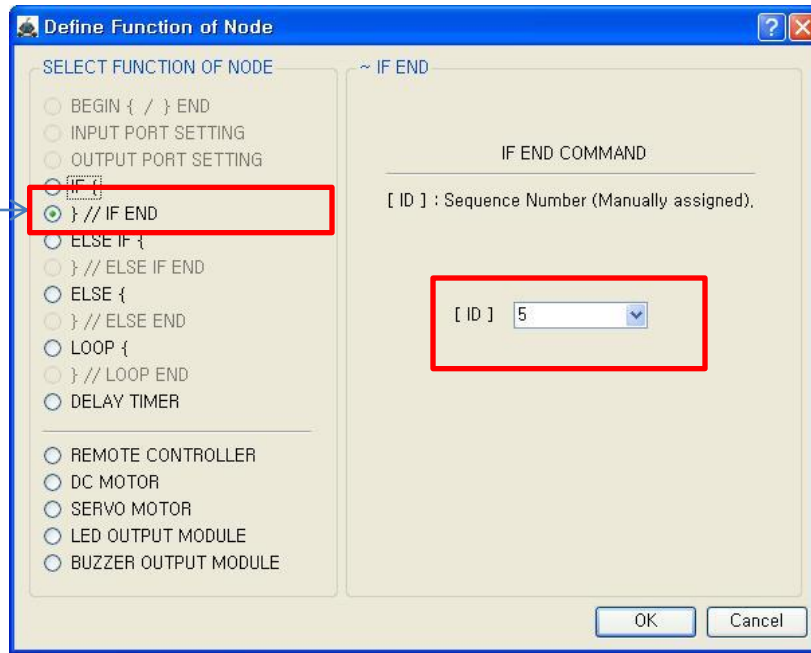 Define Function of Node
SELECT FUNCTION OF NODE
BEGIN { / } END
INPUT PORT SETTING
OUTPUT PORT SETTING
IF {
} // IF END
ELSE IF {
} // ELSE IF END
ELSE {
} // ELSE END
LOOP {
} // LOOP END
DELAY TIMER
REMOTE CONTROLLER
DC MOTOR
SERVO MOTOR
LED OUTPUT MODULE
BUZZER OUTPUT MODULE
~ IF END
IF END COMMAND
[ ID ] : Sequence Number (Manually assigned),
[ ID ] 5
OK Cancel